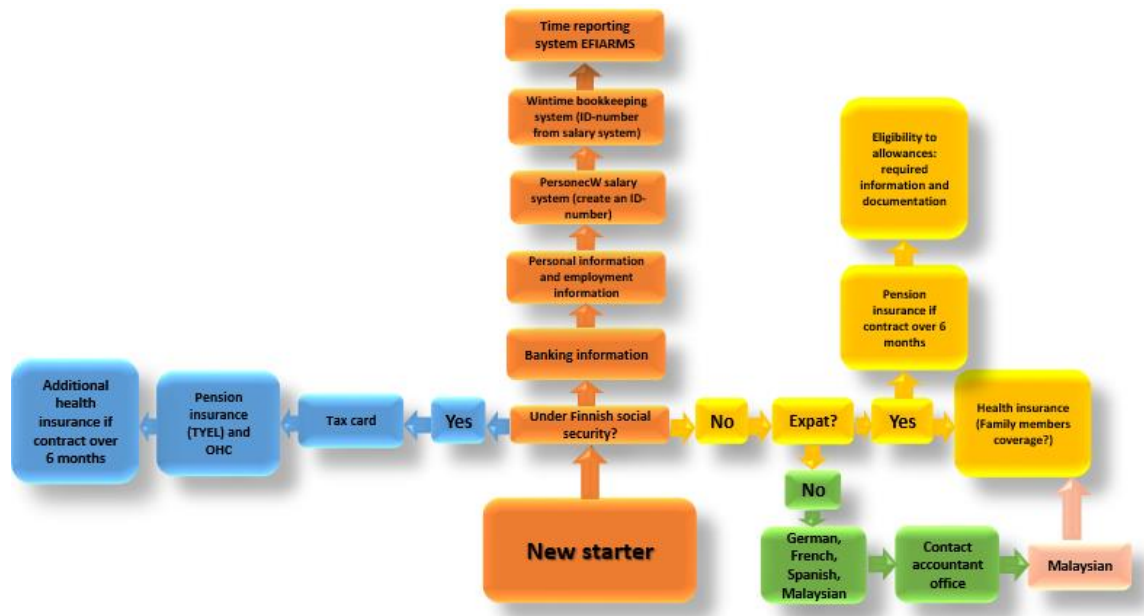 Time reporting
system EFIARMS
Wintime bookkeeping
system (ID-number
from salary system)
PersonecW salary
system (create an ID-
number)
Personal information
and employment
information
Banking information
Under Finnish social
security?
New starter
Yes
Tax card
Pension
insurance
(TYEL) and
OHC
Additional
health
insurance if
contract over
6 months
No
Expat?
Yes
Pension
insurance if
contract over 6
months
Eligibility to
allowances:
required
information and
documentation
Health insurance
(Family members
coverage?)
No
German,
French,
Spanish,
Malaysian
Contact
accountant
office
Malaysian